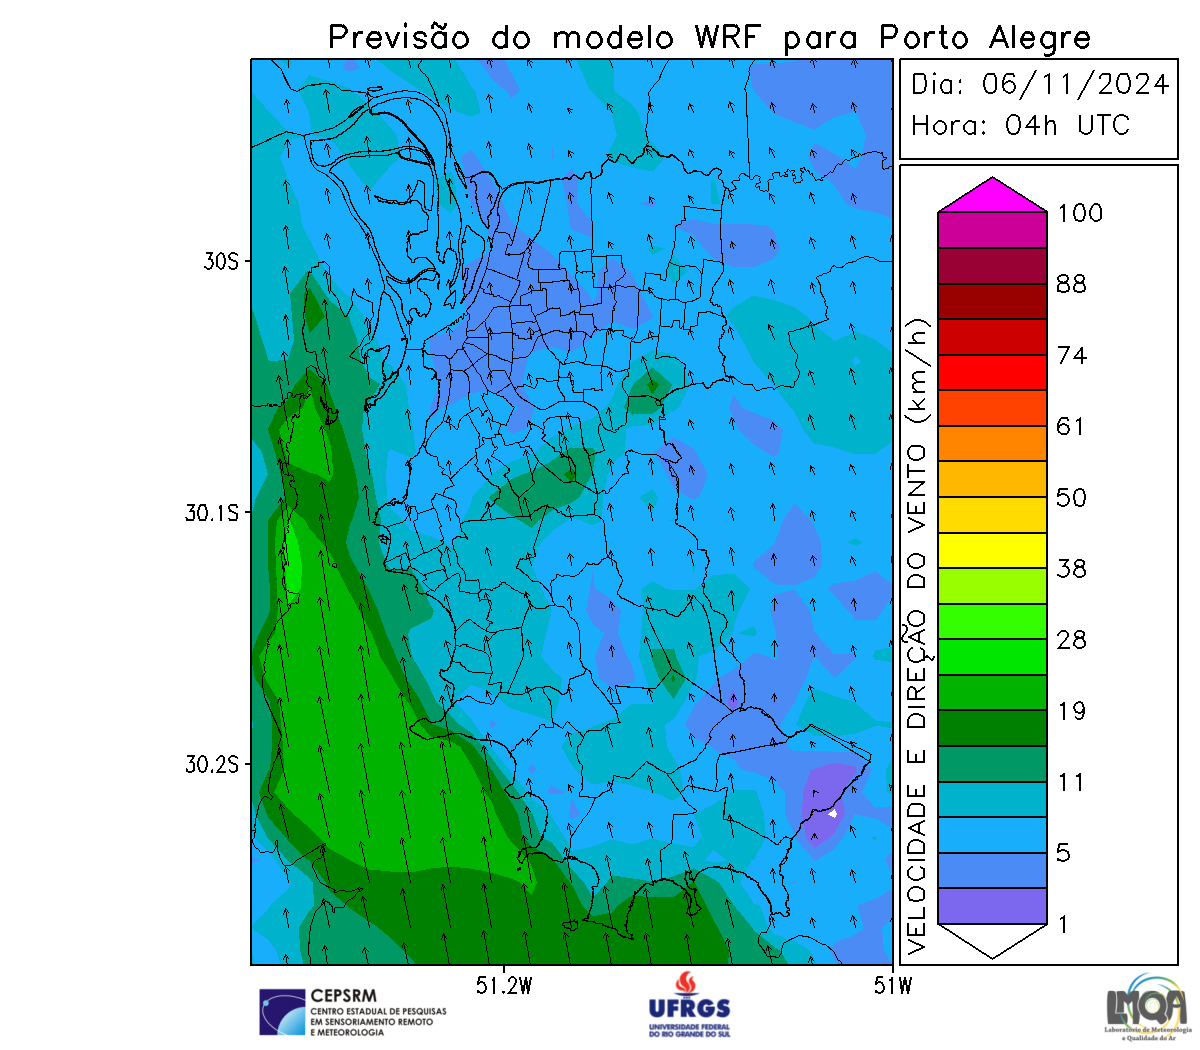 Previsão do modelo WRF para Porto Alegre
Dia: 06/11/2024
Hora: 04h UTC
30S
30.1S
30.2S
51.2W
51W
VELOCIDADE E DIREÇÃO DO VENTO (km/h)
100
88
74
61
50
38
28
19
11
5
1
CEPSRM
CENTRO ESTADUAL DE PESQUISAS
EM SENSORIAMENTO REMOTO
E METEOROLOGIA
UFRGS
UNIVERSIDADE FEDERAL
DO RIO GRANDE DO SUL
LMQA
Laboratório de Meteorologia
e Qualidade do Ar